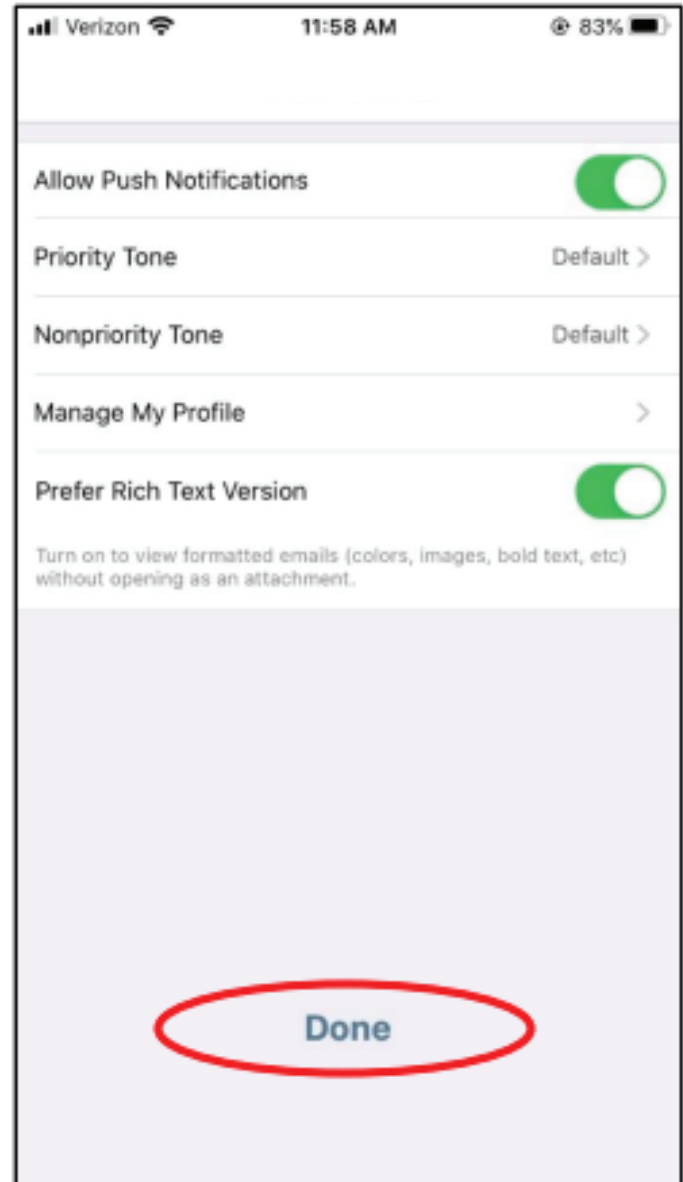 Verizon 11:58 AM 83%
Allow Push Notifications
Priority Tone Default >
Nonpriority Tone Default >
Manage My Profile >
Prefer Rich Text Version
Turn on to view formatted emails (colors, images, bold text, etc)
without opening as an attachment.
Done